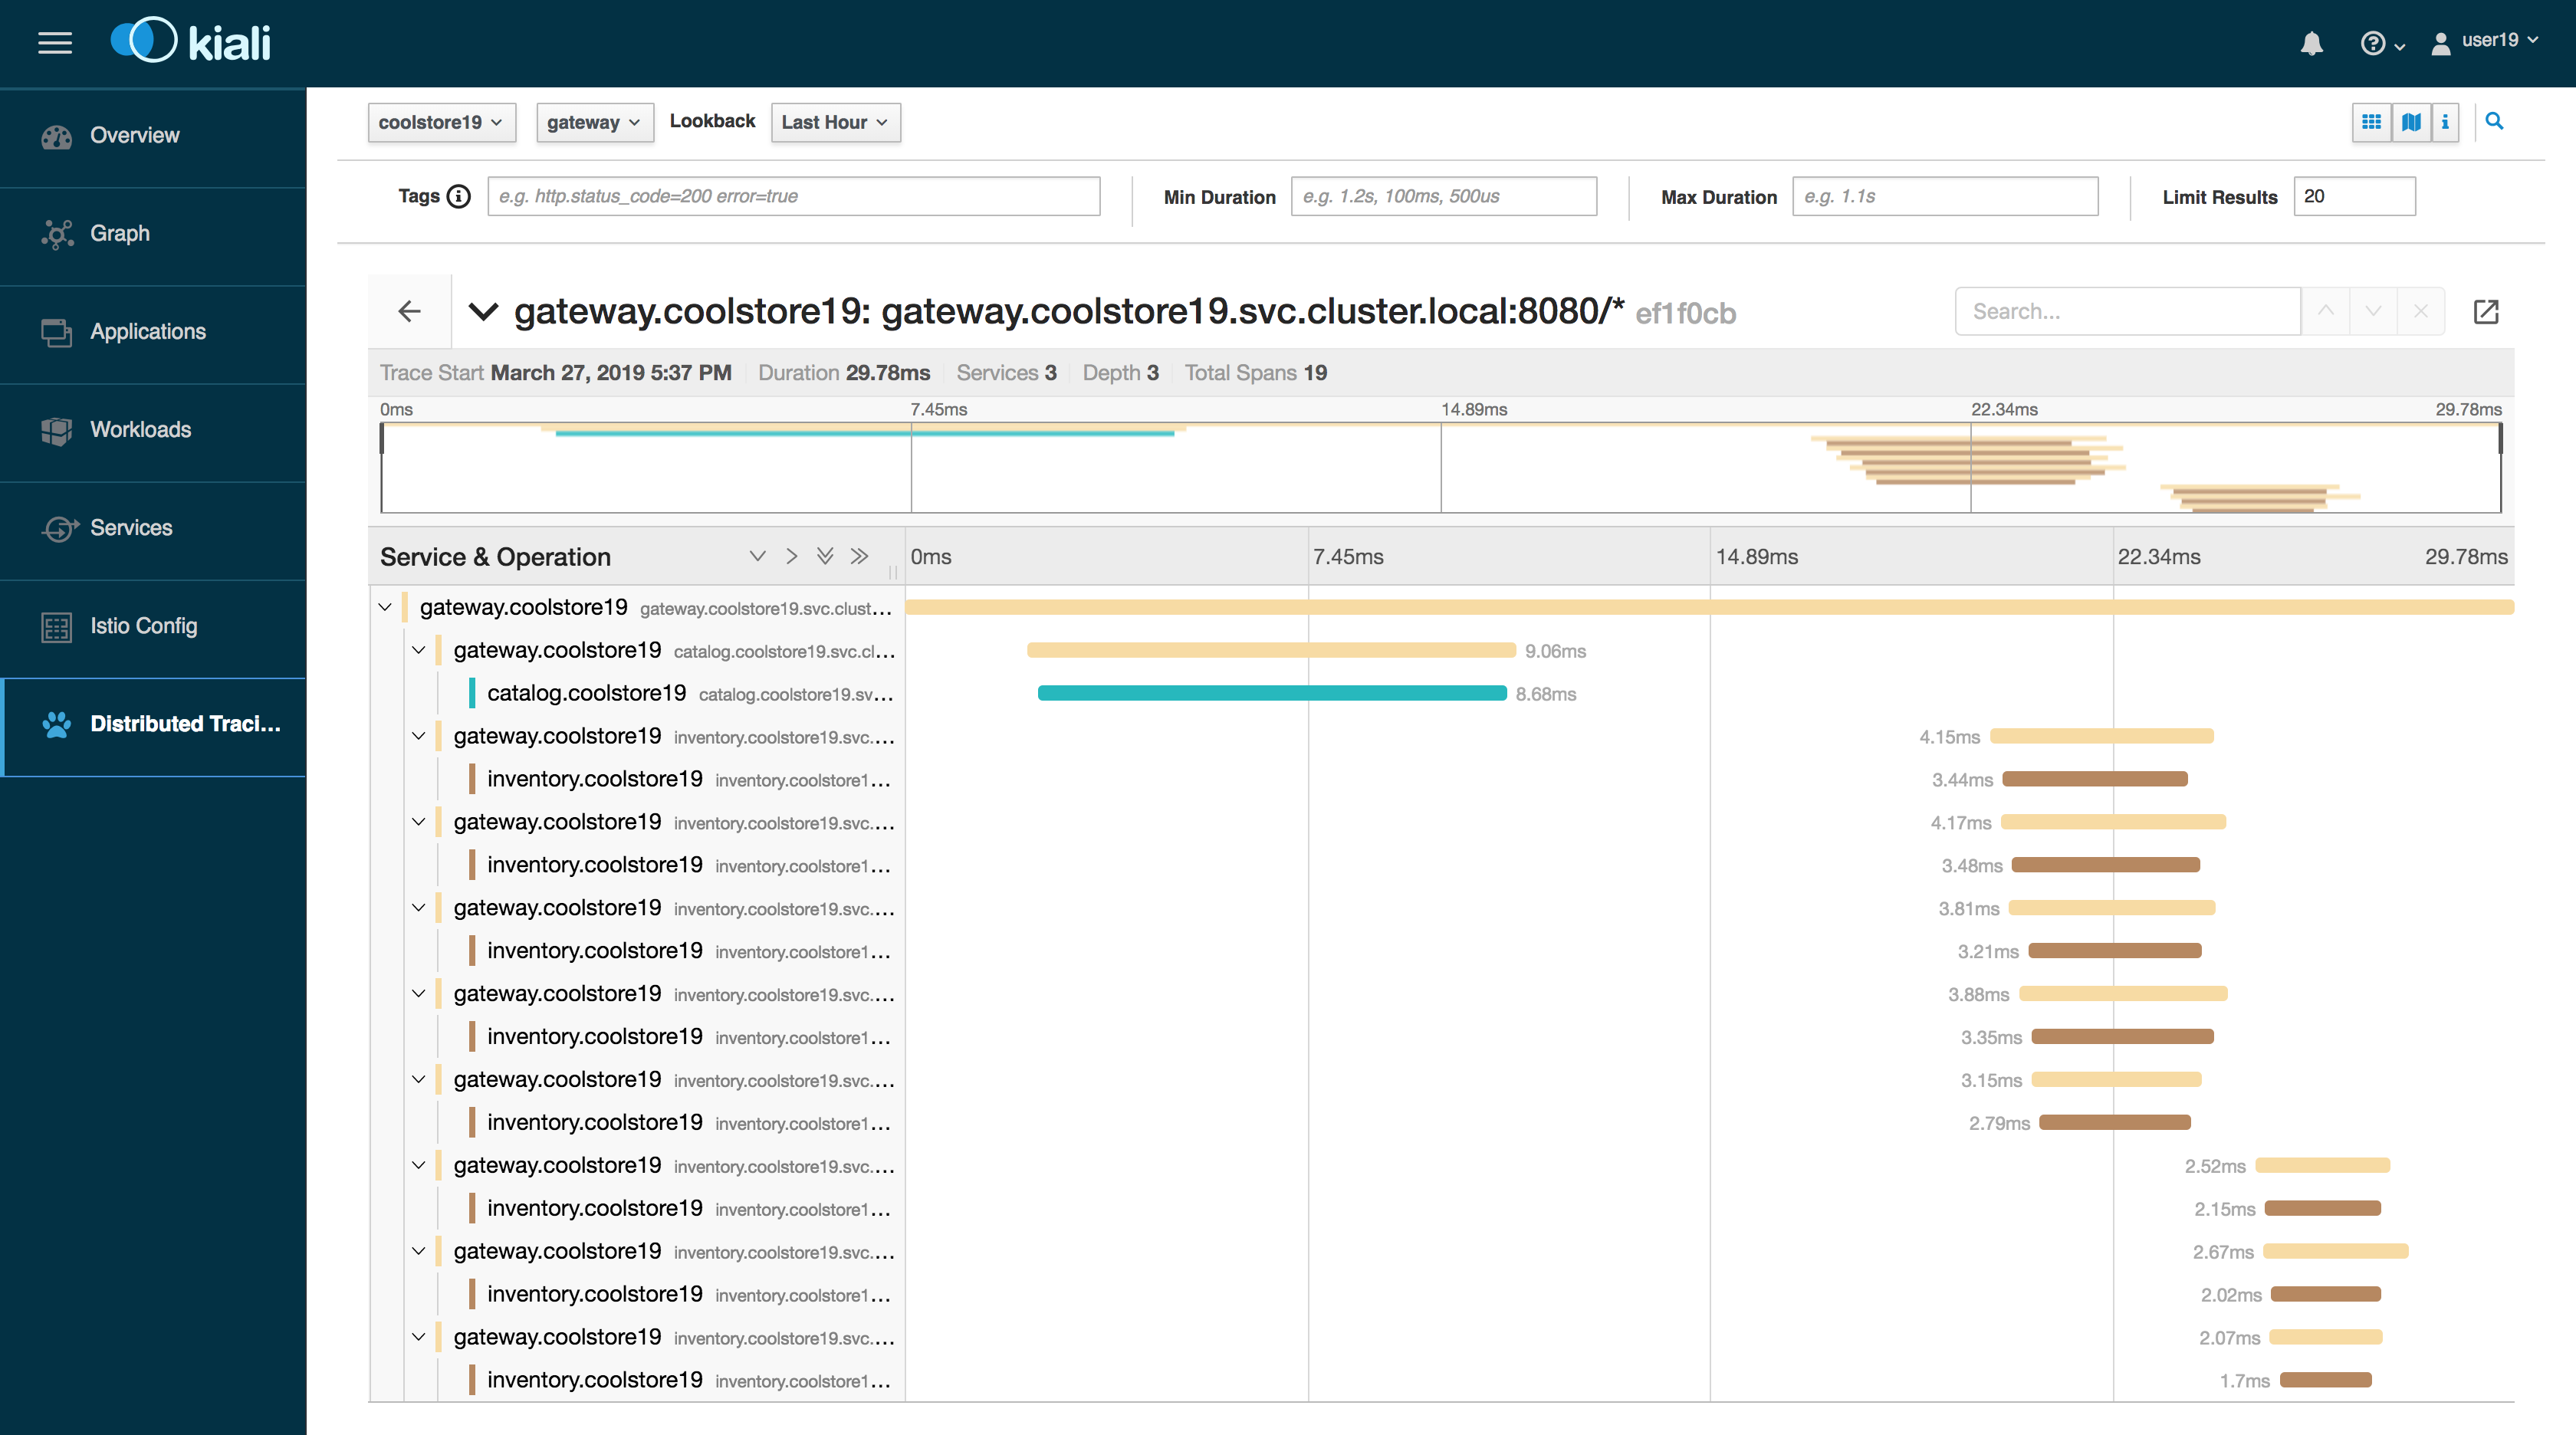 kiali
user19
Overview
Graph
Applications
Workloads
Services
Istio Config
Distributed Traci...
coolstore19 gateway Lookback Last Hour
Tags e.g. http.status_code=200 error=true Min Duration e.g. 1.2s, 100ms, 500us Max Duration e.g. 1.1s Limit Results 20
gateway.coolstore19: gateway.coolstore19.svc.cluster.local:8080/* ef1f0cb Search...
Trace Start March 27, 2019 5:37 PM Duration 29.78ms Services 3 Depth 3 Total Spans 19
0ms 7.45ms 14.89ms 22.34ms 29.78ms
Service & Operation 0ms 7.45ms 14.89ms 22.34ms 29.78ms
gateway.coolstore19 gateway.coolstore19.svc.clust...
gateway.coolstore19 catalog.coolstore19.svc.cl... 9.06ms
catalog.coolstore19 catalog.coolstore19.sv... 8.68ms
gateway.coolstore19 inventory.coolstore19.svc.... 4.15ms
inventory.coolstore19 inventory.coolstore1... 3.44ms
gateway.coolstore19 inventory.coolstore19.svc.... 4.17ms
inventory.coolstore19 inventory.coolstore1... 3.48ms
gateway.coolstore19 inventory.coolstore19.svc.... 3.81ms
inventory.coolstore19 inventory.coolstore1... 3.21ms
gateway.coolstore19 inventory.coolstore19.svc.... 3.88ms
inventory.coolstore19 inventory.coolstore1... 3.35ms
gateway.coolstore19 inventory.coolstore19.svc.... 3.15ms
inventory.coolstore19 inventory.coolstore1... 2.79ms
gateway.coolstore19 inventory.coolstore19.svc.... 2.52ms
inventory.coolstore19 inventory.coolstore1... 2.15ms
gateway.coolstore19 inventory.coolstore19.svc.... 2.67ms
inventory.coolstore19 inventory.coolstore1... 2.02ms
gateway.coolstore19 inventory.coolstore19.svc.... 2.07ms
inventory.coolstore19 inventory.coolstore1... 1.7ms